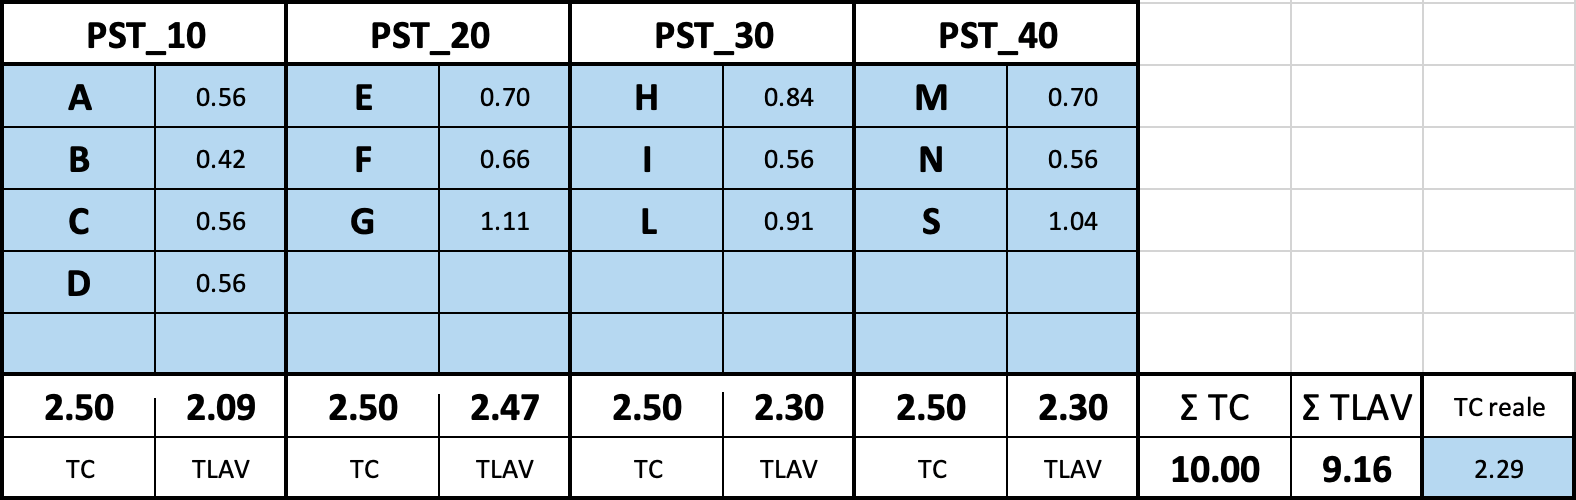 PST_10 PST_20 PST_30 PST_40
A 0.56 E 0.70 H 0.84 M 0.70
B 0.42 F 0.66 I 0.56 N 0.56
C 0.56 G 1.11 L 0.91 S 1.04
D 0.56
2.50 2.09 2.50 2.47 2.50 2.30 2.50 2.30 Σ TC Σ TLAV TC reale
TC TLAV TC TLAV TC TLAV TC TLAV 10.00 9.16 2.29